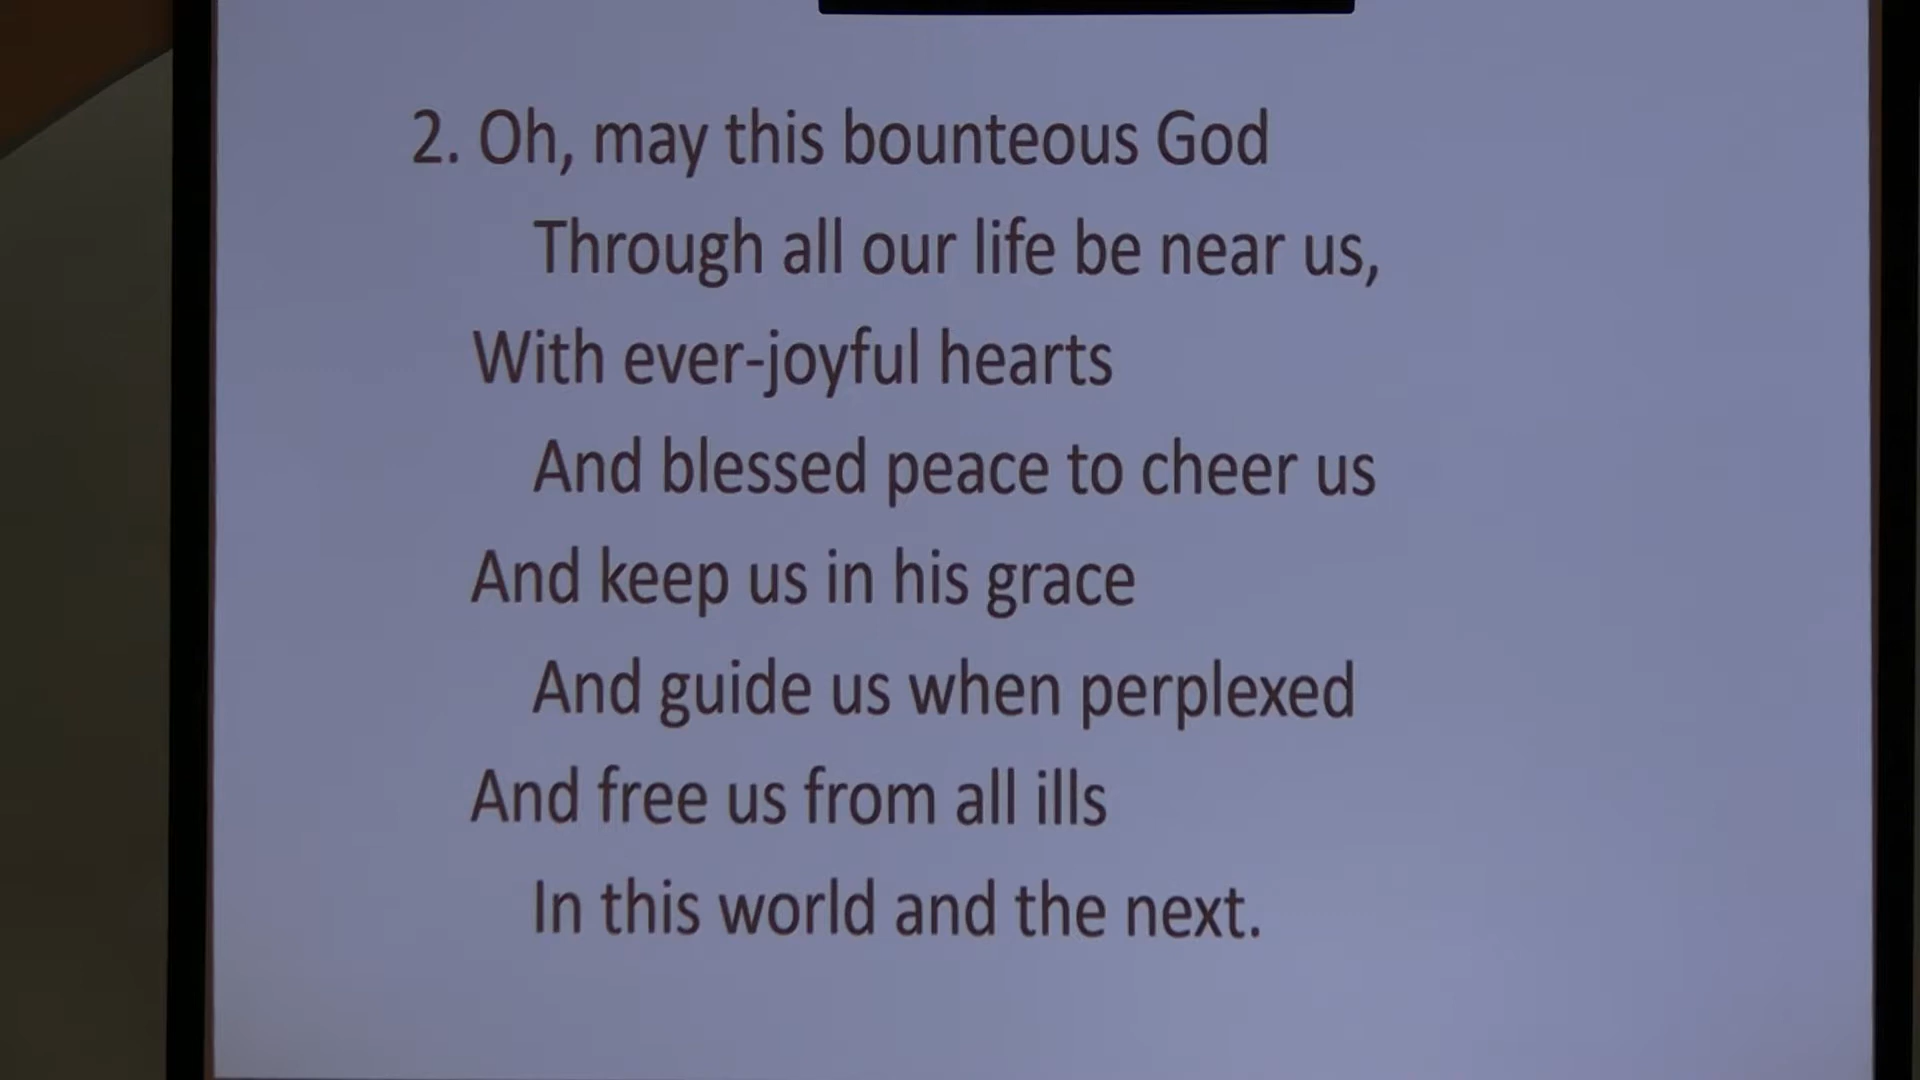 2. Oh, may this bounteous God
Through all our life be near us,
With ever-joyful hearts
And blessed peace to cheer us
And keep us in his grace
And guide us when perplexed
And free us from all ills
In this world and the next.